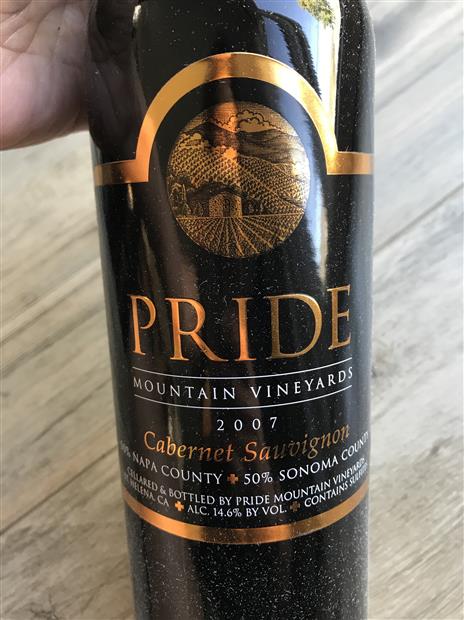 PRIDE
MOUNTAIN VINEYARDS
2007
Cabernet Sauvignon
NAPA COUNTY + 50% SONOMA COUNTY
CELLARED & BOTTLED BY PRIDE MOUNTAIN VINEYARDS
HELENA, CA + ALC. 14.6% BY VOL. + CONTAINS